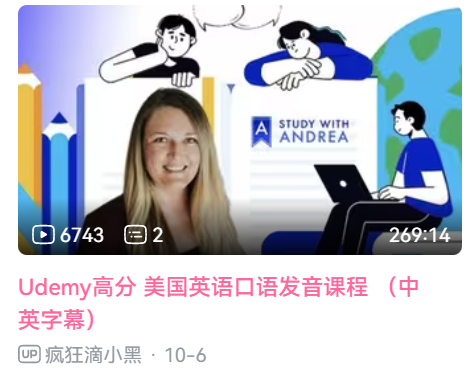 A STUDY WITH
ANDREA
6743 2 269:14
Udemy高分 美国英语口语发音课程 （中
英字幕）
UP 疯狂滴小黑 · 10-6